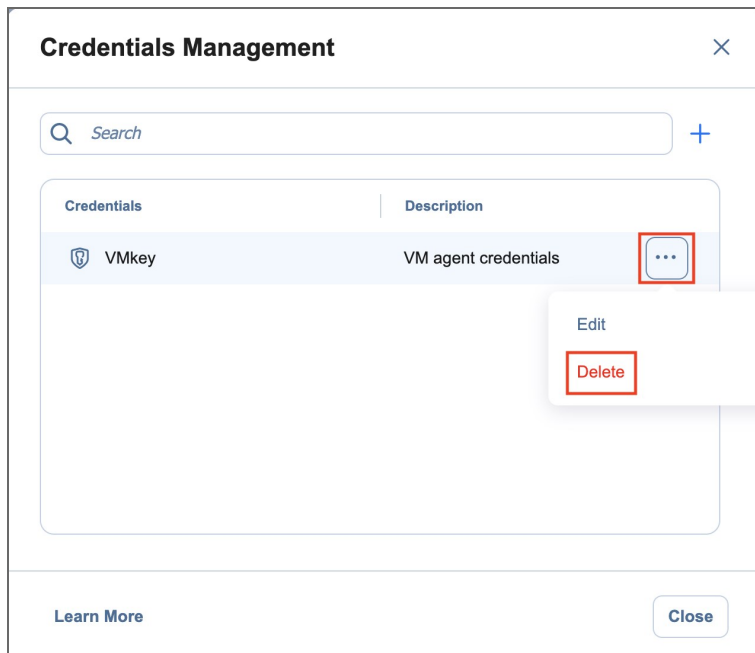 Credentials Management
Search
Credentials Description
VMkey VM agent credentials
Edit
Delete
Learn More Close